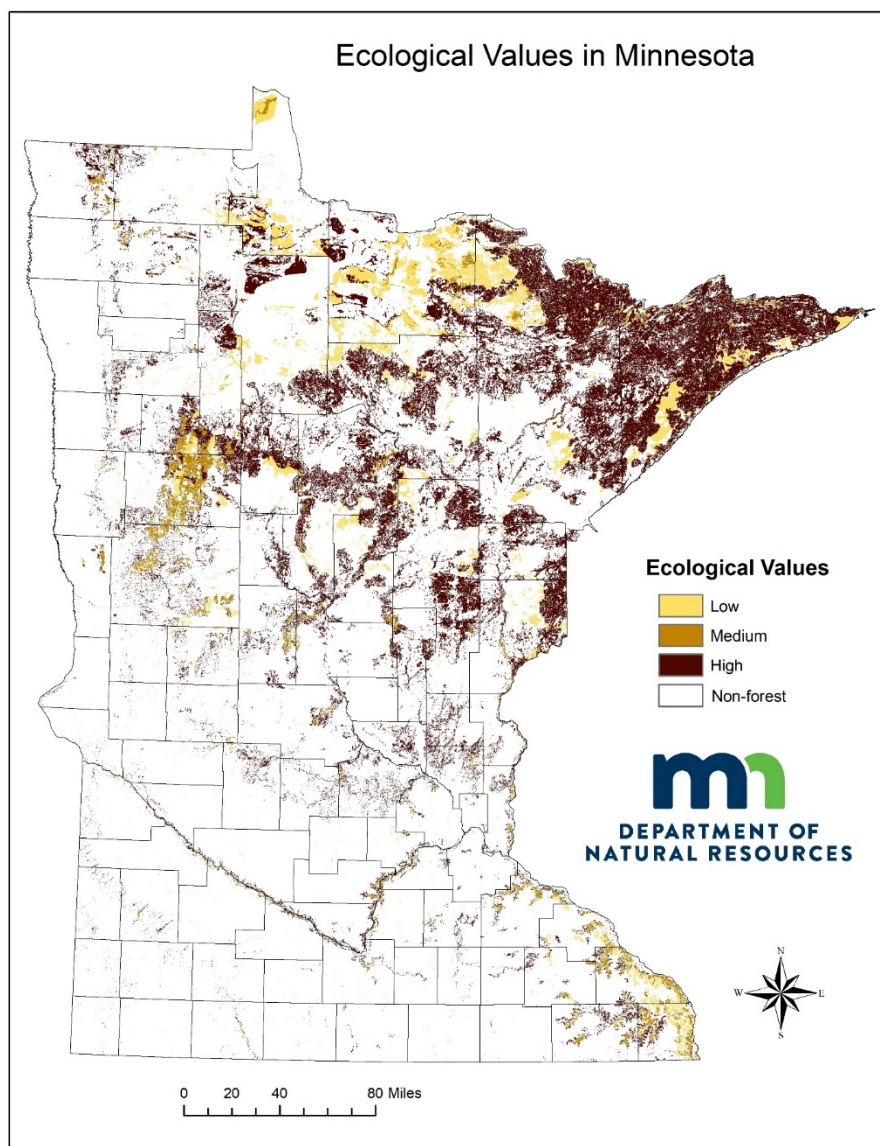 Ecological Values in Minnesota
Ecological Values
Low
Medium
High
Non-forest
mn
DEPARTMENT OF
NATURAL RESOURCES
N
W E
S
0 20 40 80 Miles